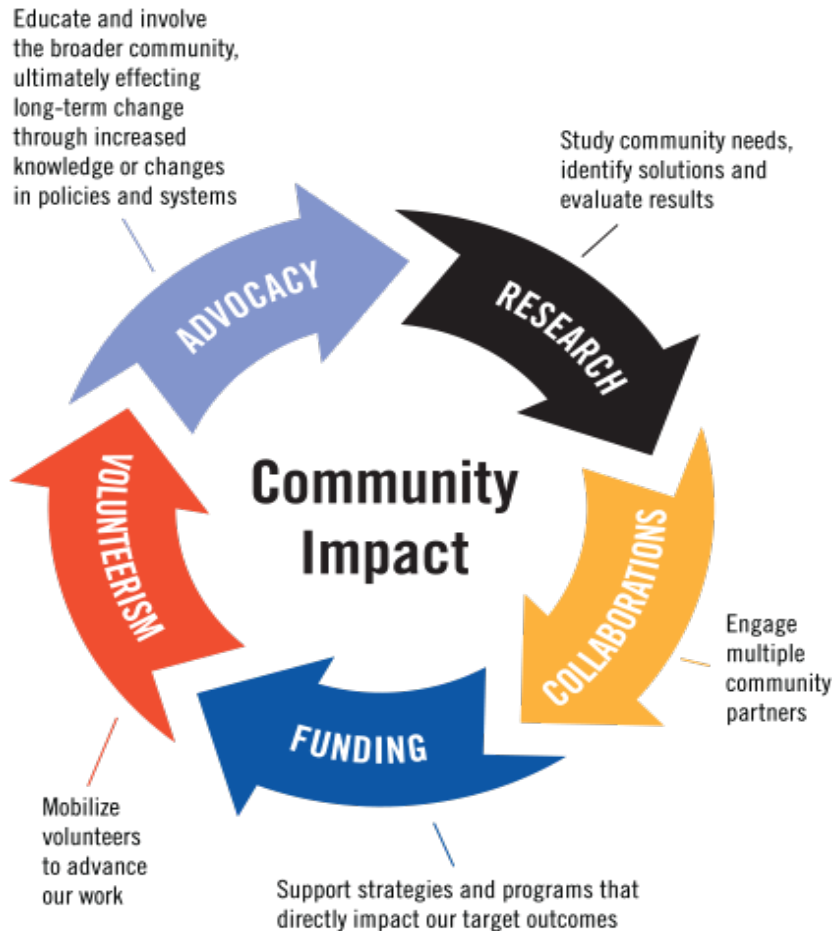 Educate and involve
the broader community,
ultimately effecting
long-term change
through increased
knowledge or changes
in policies and systems
Study community needs,
identify solutions and
evaluate results
ADVOCACY
RESEARCH
Community
Impact
VOLUNTEERISM
COLLABORATIONS
Engage
multiple
community
partners
FUNDING
Mobilize
volunteers
to advance
our work
Support strategies and programs that
directly impact our target outcomes